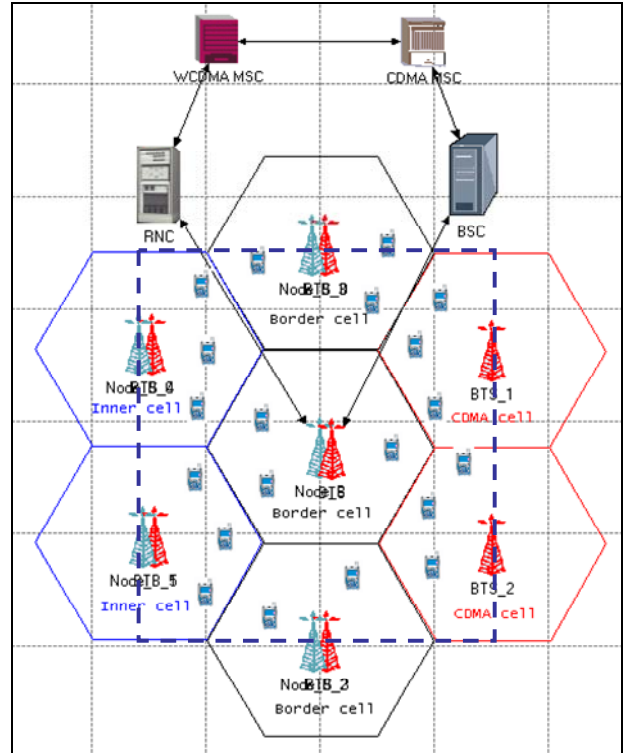 WCDMA MSC
CDMA MSC
RNC
BSC
Border cell
Inner cell
BTS_1
CDMA cell
Border cell
Inner cell
BTS_2
CDMA cell
Border cell